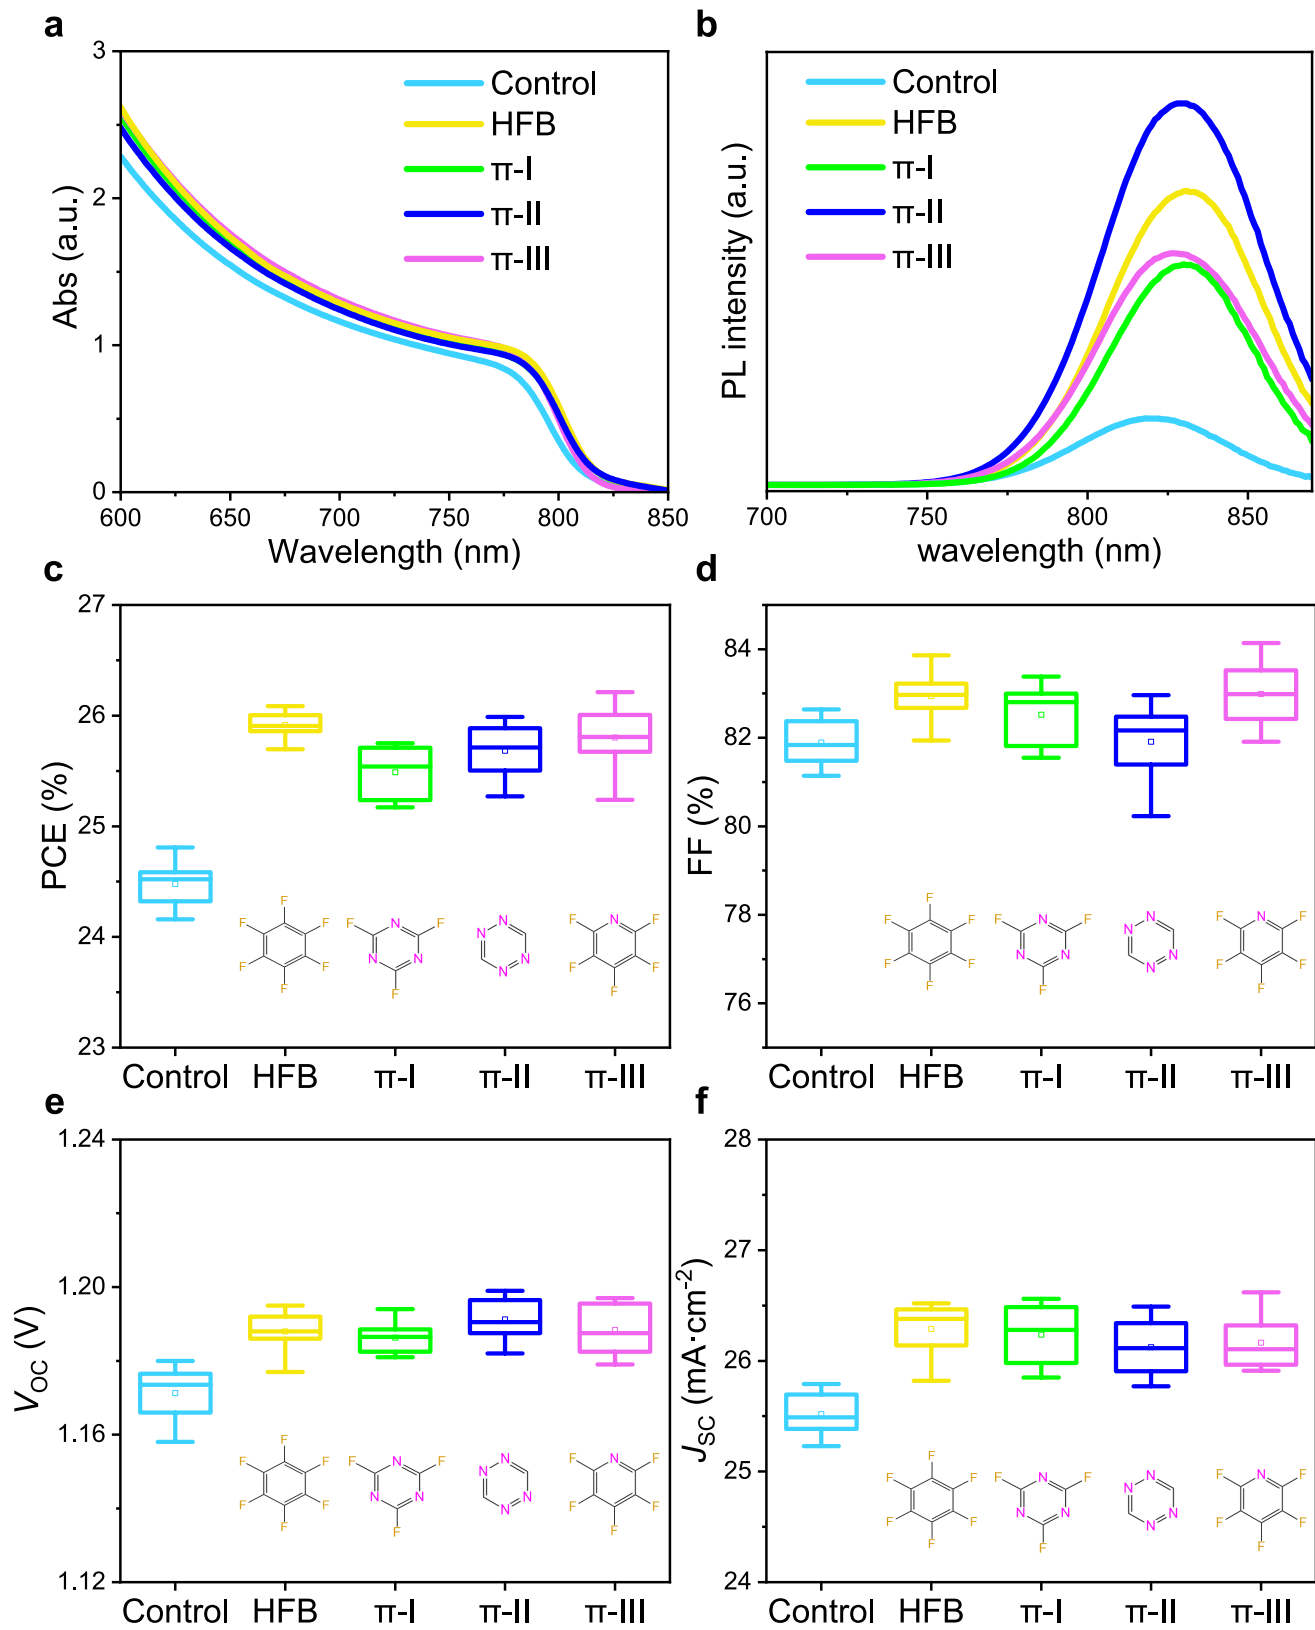 a
3
2
1
0
Abs (a.u.)
Control
HFB
π-I
π-II
π-III
600 650 700 750 800 850
Wavelength (nm)
b
PL intensity (a.u.)
Control
HFB
π-I
π-II
π-III
700 750 800 850
wavelength (nm)
c
27
26
25
24
23
PCE (%)
F F F F F F
F N F N N F
N N N N
F N F F F F
Control HFB π-I π-II π-III
d
84
82
80
78
76
FF (%)
F F F F F F
F N F N N F
N N N N
F N F F F F
Control HFB π-I π-II π-III
e
1.24
1.20
1.16
1.12
VOC (V)
F F F F F F
F N F N N F
N N N N
F N F F F F
Control HFB π-I π-II π-III
f
28
27
26
25
24
JSC (mA·cm-2)
F F F F F F
F N F N N F
N N N N
F N F F F F
Control HFB π-I π-II π-III